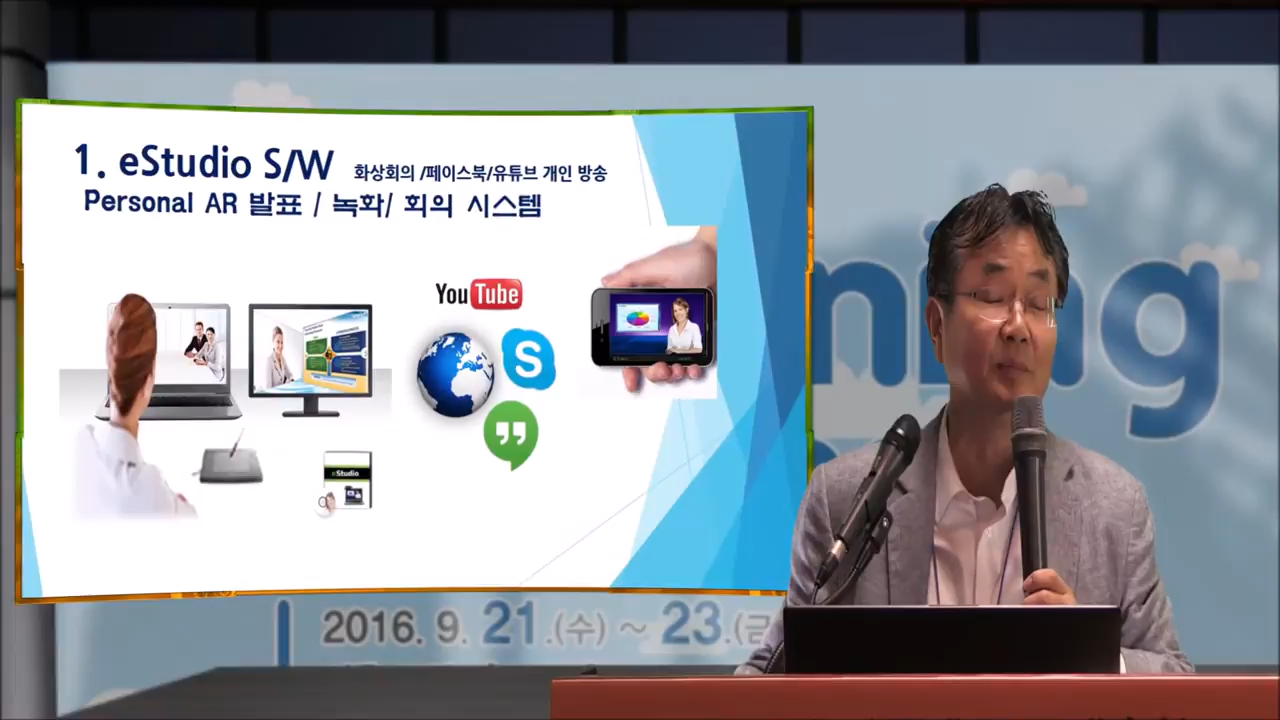 1. eStudio S/W 화상회의 /페이스북/유튜브 개인 방송
Personal AR 발표 / 녹화/ 회의 시스템
YouTube
S
eStudio
ning
2016. 9. 21.(수) ~ 23.(금